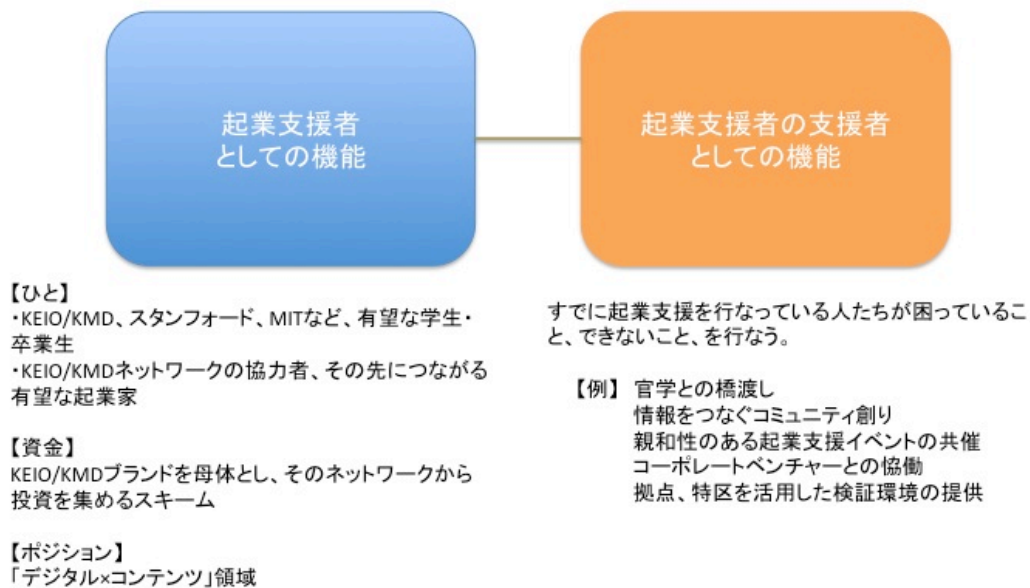 起業支援者
としての機能
起業支援者の支援者
としての機能
【ひと】
・KEIO/KMD、スタンフォード、MITなど、有望な学生・
卒業生
・KEIO/KMDネットワークの協力者、その先につながる
有望な起業家
【資金】
KEIO/KMDブランドを母体とし、そのネットワークから
投資を集めるスキーム
【ポジション】
「デジタル×コンテンツ」領域
すでに起業支援を行なっている人たちが困っているこ
と、できないこと、を行なう。
【例】 官学との橋渡し
情報をつなぐコミュニティ創り
親和性のある起業支援イベントの共催
コーポレートベンチャーとの協働
拠点、特区を活用した検証環境の提供